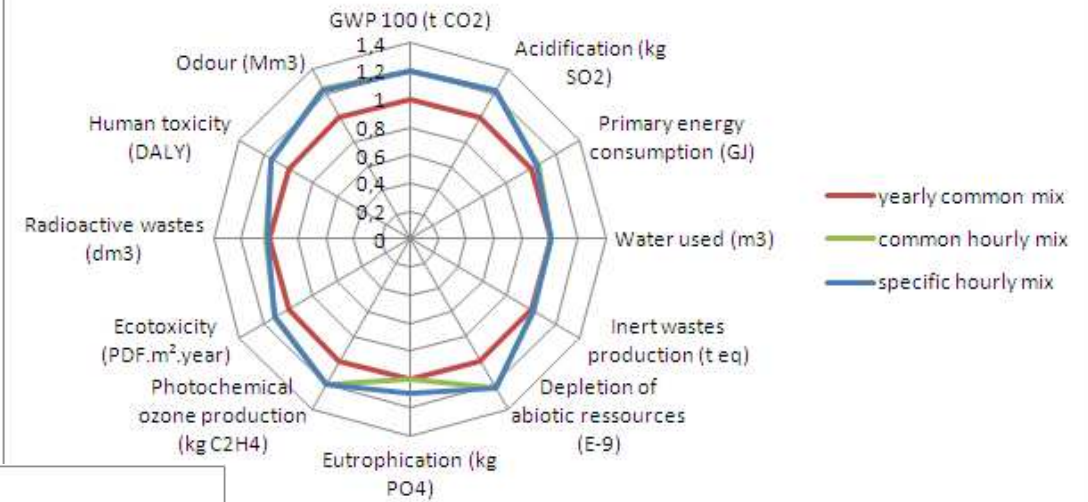 GWP 100 (t CO2)
1,4
1,2
1
0,8
0,6
0,4
0,2
0
Acidification (kg
SO2)
Primary energy
consumption (GJ)
Water used (m3)
Inert wastes
production (t eq)
Depletion of
abiotic ressources
(E-9)
Eutrophication (kg
PO4)
Photochemical
ozone production
(kg C2H4)
Ecotoxicity
(PDF.m².year)
Radioactive wastes
(dm3)
Human toxicity
(DALY)
Odour (Mm3)
yearly common mix
common hourly mix
specific hourly mix